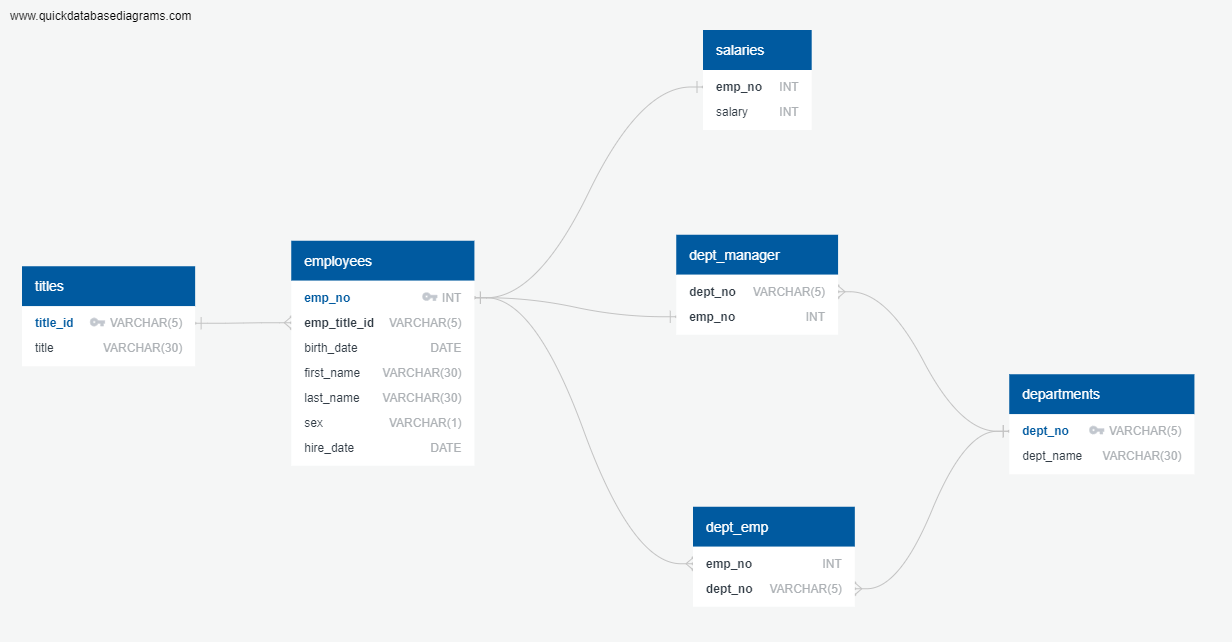 www.quickdatabasediagrams.com
salaries
emp_no INT
salary INT
dept_manager
dept_no VARCHAR(5)
emp_no INT
employees
emp_no INT
emp_title_id VARCHAR(5)
birth_date DATE
first_name VARCHAR(30)
last_name VARCHAR(30)
sex VARCHAR(1)
hire_date DATE
titles
title_id VARCHAR(5)
title VARCHAR(30)
departments
dept_no VARCHAR(5)
dept_name VARCHAR(30)
dept_emp
emp_no INT
dept_no VARCHAR(5)